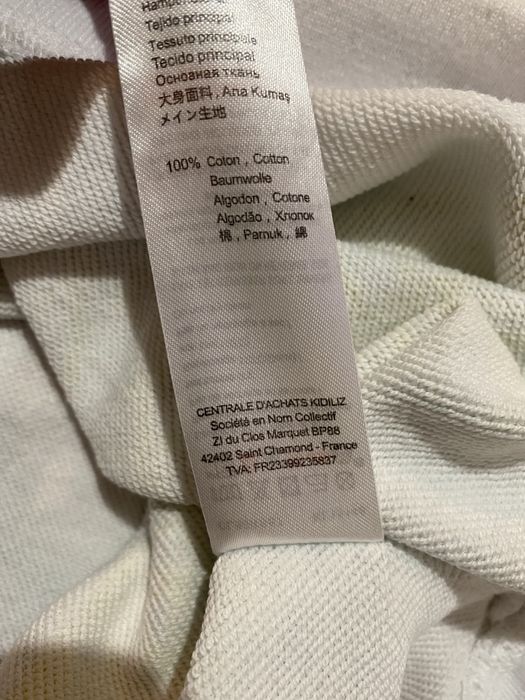 Tejido principal
Tessuto principale
Tecido principal
Основная ткань
大身面料, Ana Kumaş
メイン生地
100% Coton, Cotton
Baumwolle
Algodon, Cotone
Algodão, Хлопок
棉, Pamuk, 綿
CENTRALE D'ACHATS KIDILIZ
Société en Nom Collectif
ZI du Clos Marquet BP88
42402 Saint Chamond - France
TVA: FR23399235837